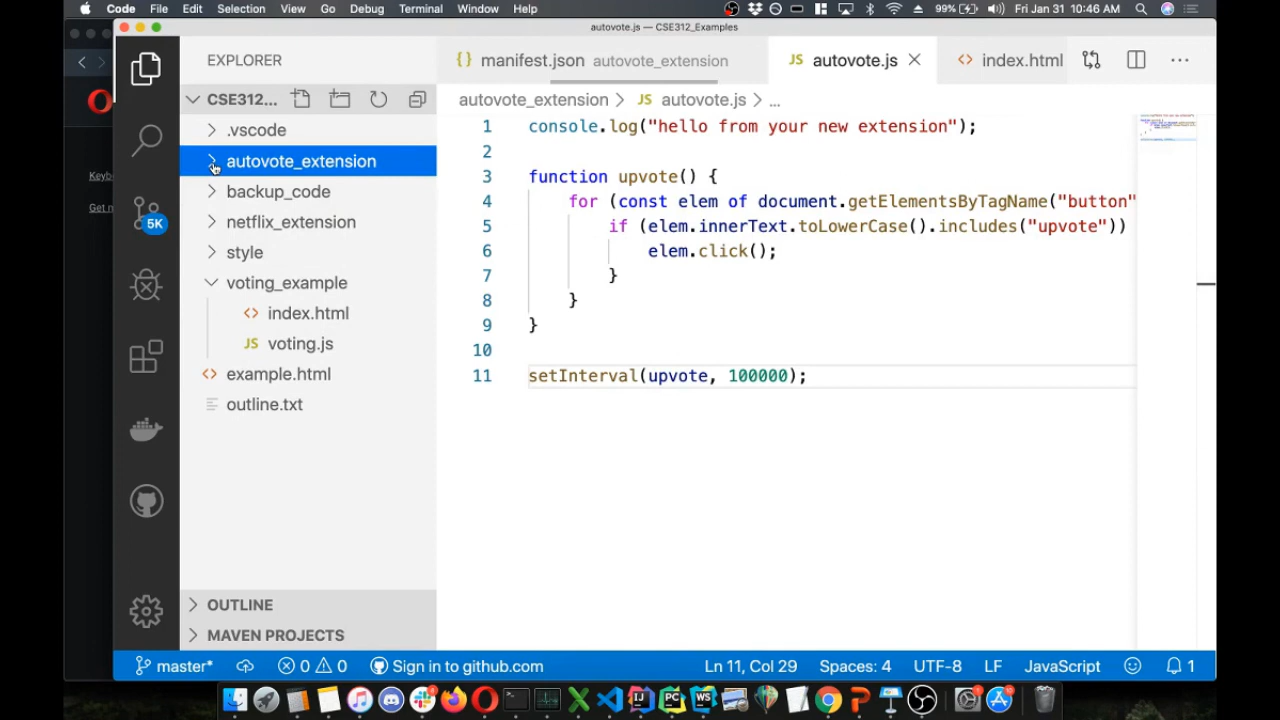 Code File Edit Selection View Go Debug Terminal Window Help 99% Fri Jan 31 10:46 AM
autovote.js — CSE312_Examples
EXPLORER
manifest.json autovote_extension
JS autovote.js
index.html
CSE312...
autovote_extension > JS autovote.js > ...
.vscode
autovote_extension
backup_code
netflix_extension
style
voting_example
index.html
JS voting.js
example.html
outline.txt
OUTLINE
MAVEN PROJECTS
5K
Keyb
Get n
1 console.log("hello from your new extension");
2
3 function upvote() {
4 for (const elem of document.getElementsByTagName("button"
5 if (elem.innerText.toLowerCase().includes("upvote"))
6 elem.click();
7 }
8 }
9 }
10
11 setInterval(upvote, 100000);
master* 0 0 Sign in to github.com Ln 11, Col 29 Spaces: 4 UTF-8 LF JavaScript 1